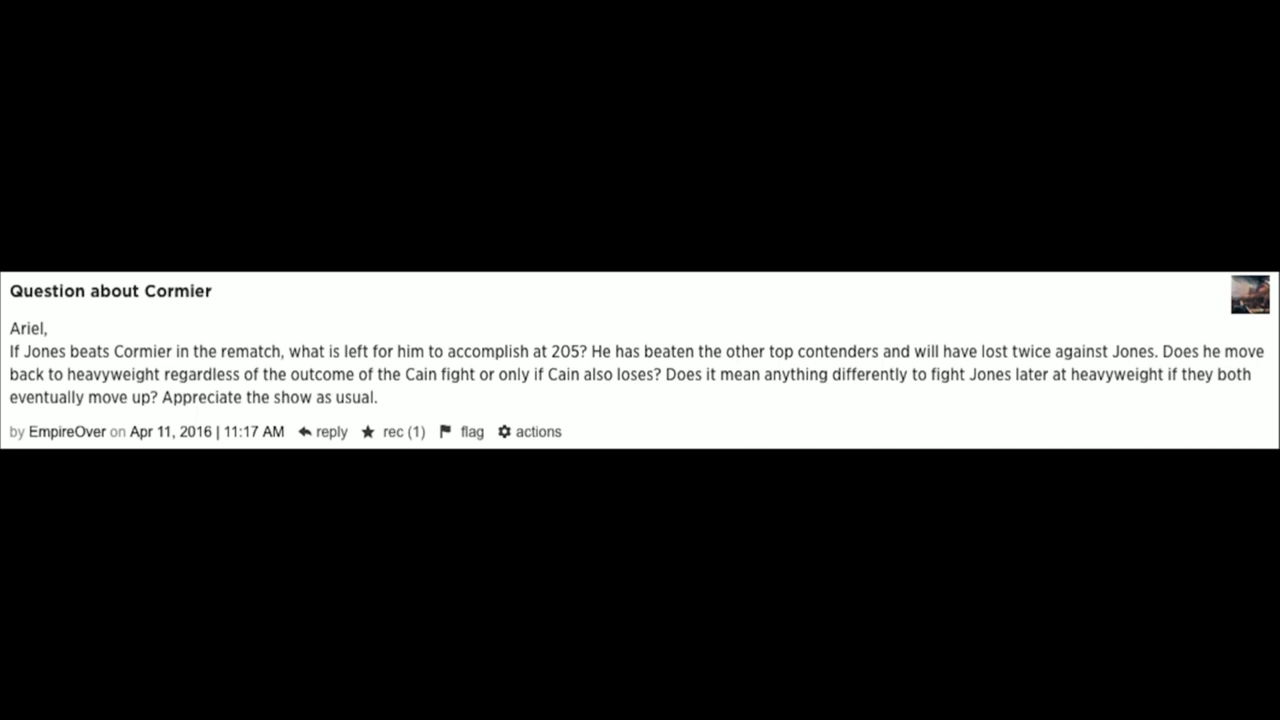 Question about Cormier
Ariel,
If Jones beats Cormier in the rematch, what is left for him to accomplish at 205? He has beaten the other top contenders and will have lost twice against Jones. Does he move
back to heavyweight regardless of the outcome of the Cain fight or only if Cain also loses? Does it mean anything differently to fight Jones later at heavyweight if they both
eventually move up? Appreciate the show as usual.
by EmpireOver on Apr 11, 2016 | 11:17 AM reply rec (1) flag actions